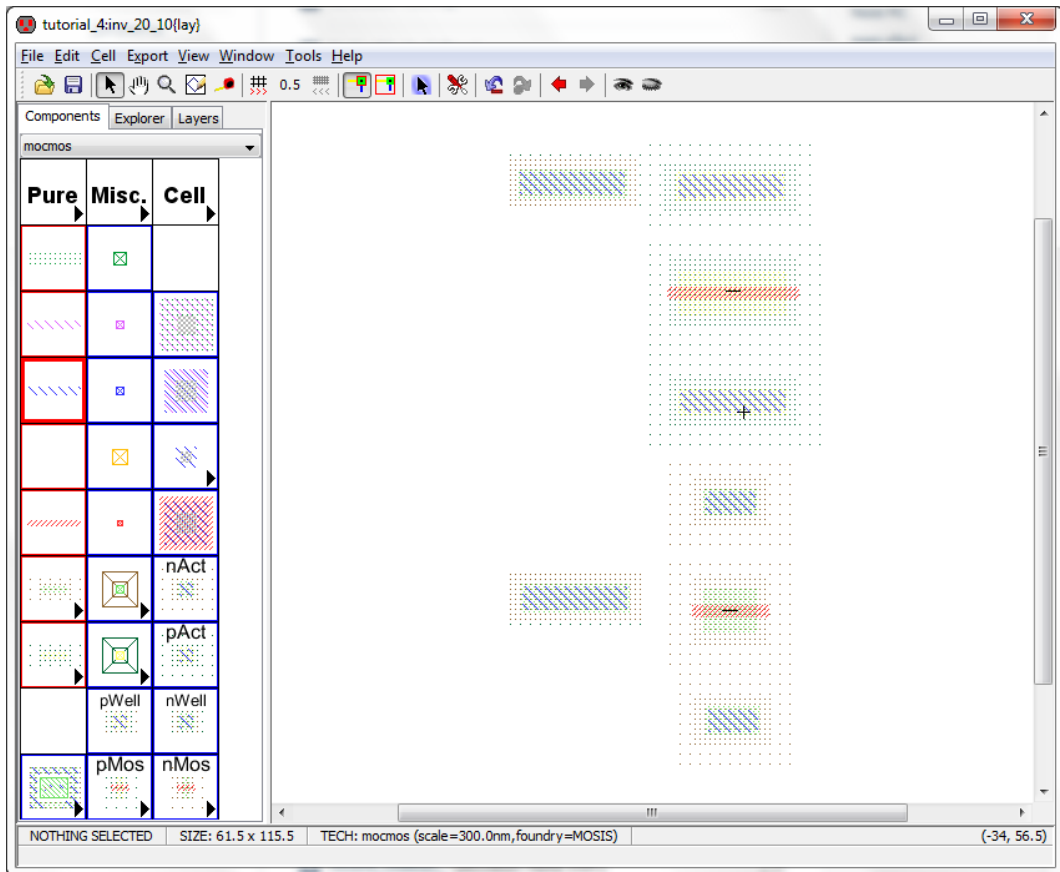 tutorial_4:inv_20_10{lay}
File Edit Cell Export View Window Tools Help
0.5
Components Explorer Layers
mocmos
Pure Misc. Cell
nAct
pAct
pWell nWell
pMos nMos
NOTHING SELECTED SIZE: 61.5 x 115.5 TECH: mocmos (scale=300.0nm,foundry=MOSIS) (-34, 56.5)